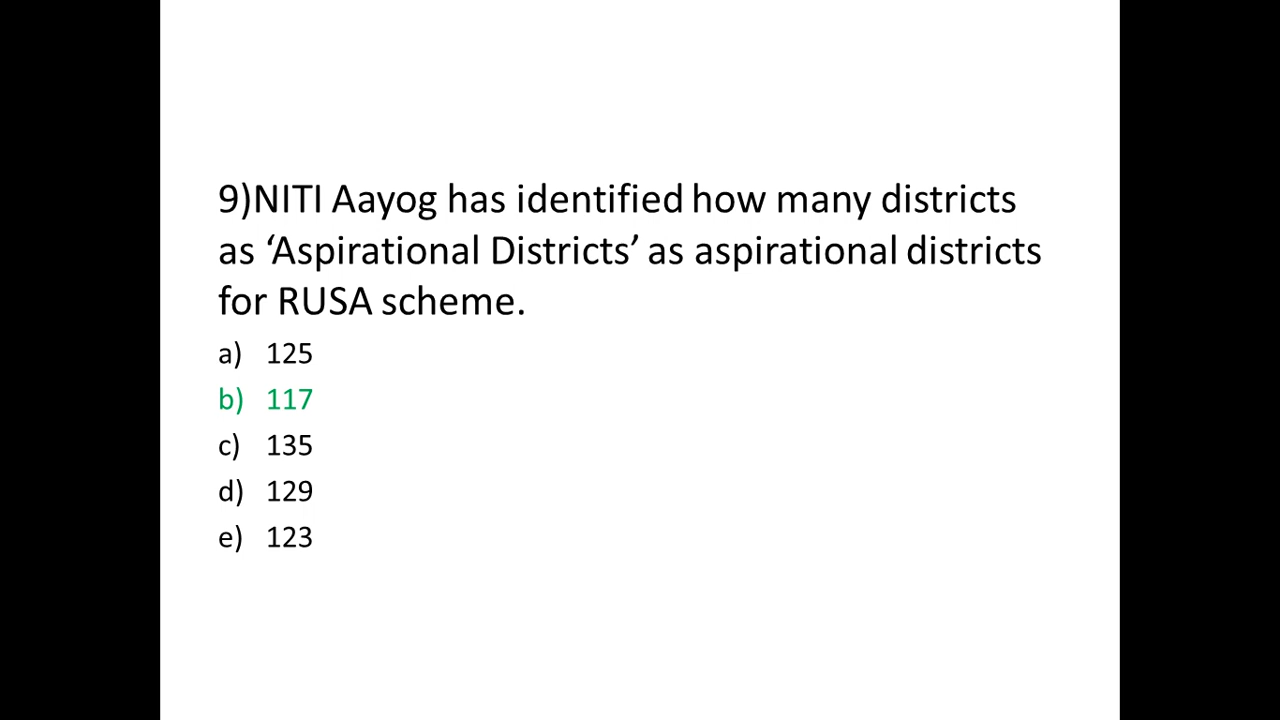 9)NITI Aayog has identified how many districts
as ‘Aspirational Districts’ as aspirational districts
for RUSA scheme.
a) 125
b) 117
c) 135
d) 129
e) 123